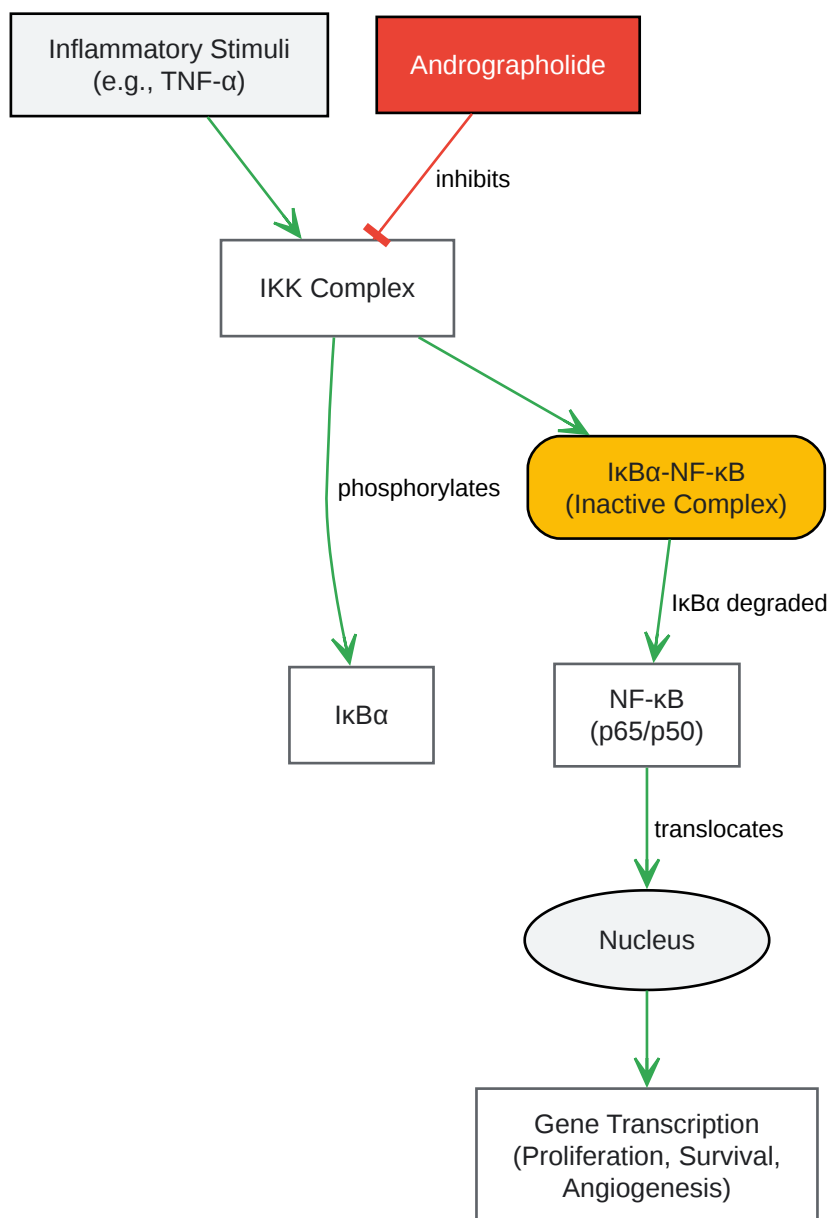 Inflammatory Stimuli
(e.g., TNF-α)
Andrographolide
inhibits
IKK Complex
phosphorylates
IκBα-NF-κB
(Inactive Complex)
IκBα degraded
IκBα
NF-κB
(p65/p50)
translocates
Nucleus
Gene Transcription
(Proliferation, Survival,
Angiogenesis)